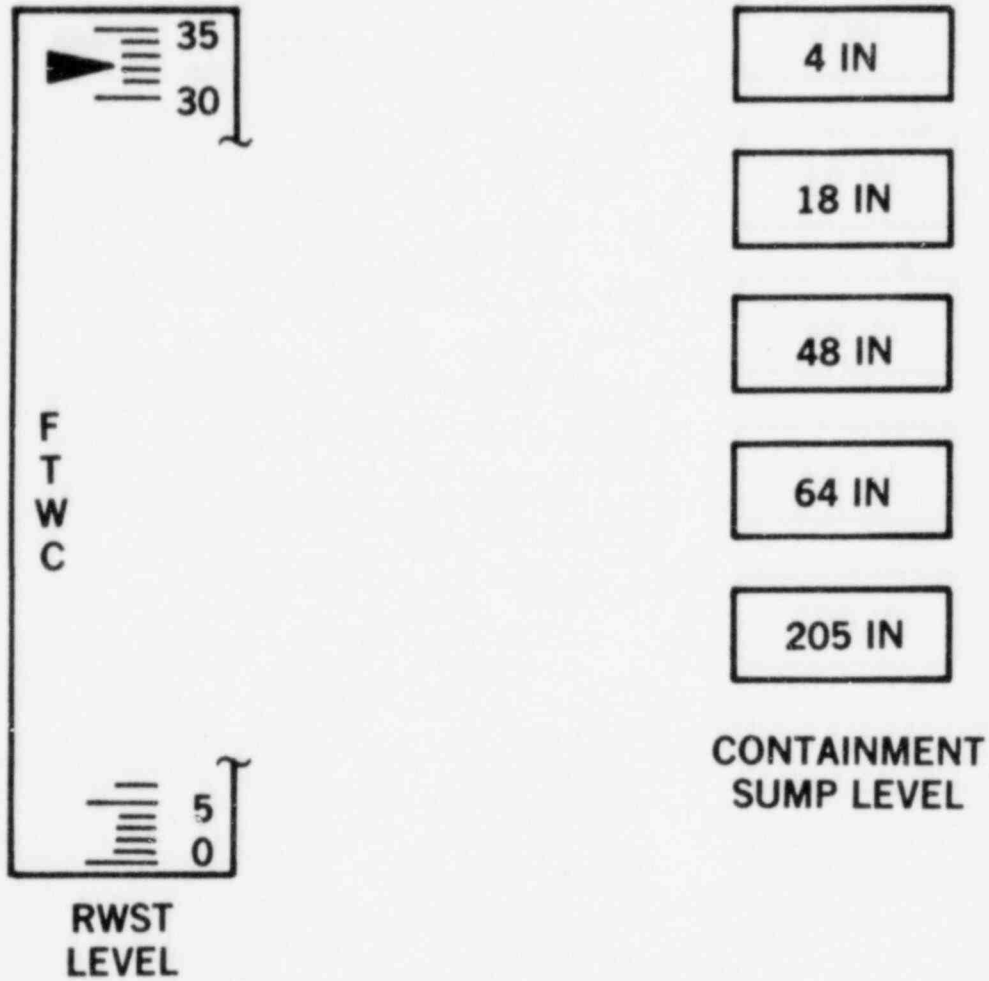 35
30
F
T
W
C
5
0
RWST
LEVEL
4 IN
18 IN
48 IN
64 IN
205 IN
CONTAINMENT
SUMP LEVEL